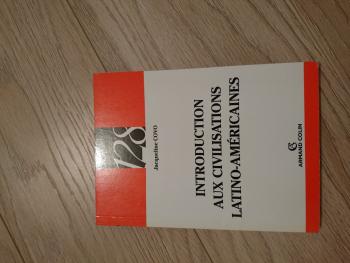 128
Jacqueline COVO
INTRODUCTION
AUX CIVILISATIONS
LATINO-AMÉRICAINES
ARMAND COLIN